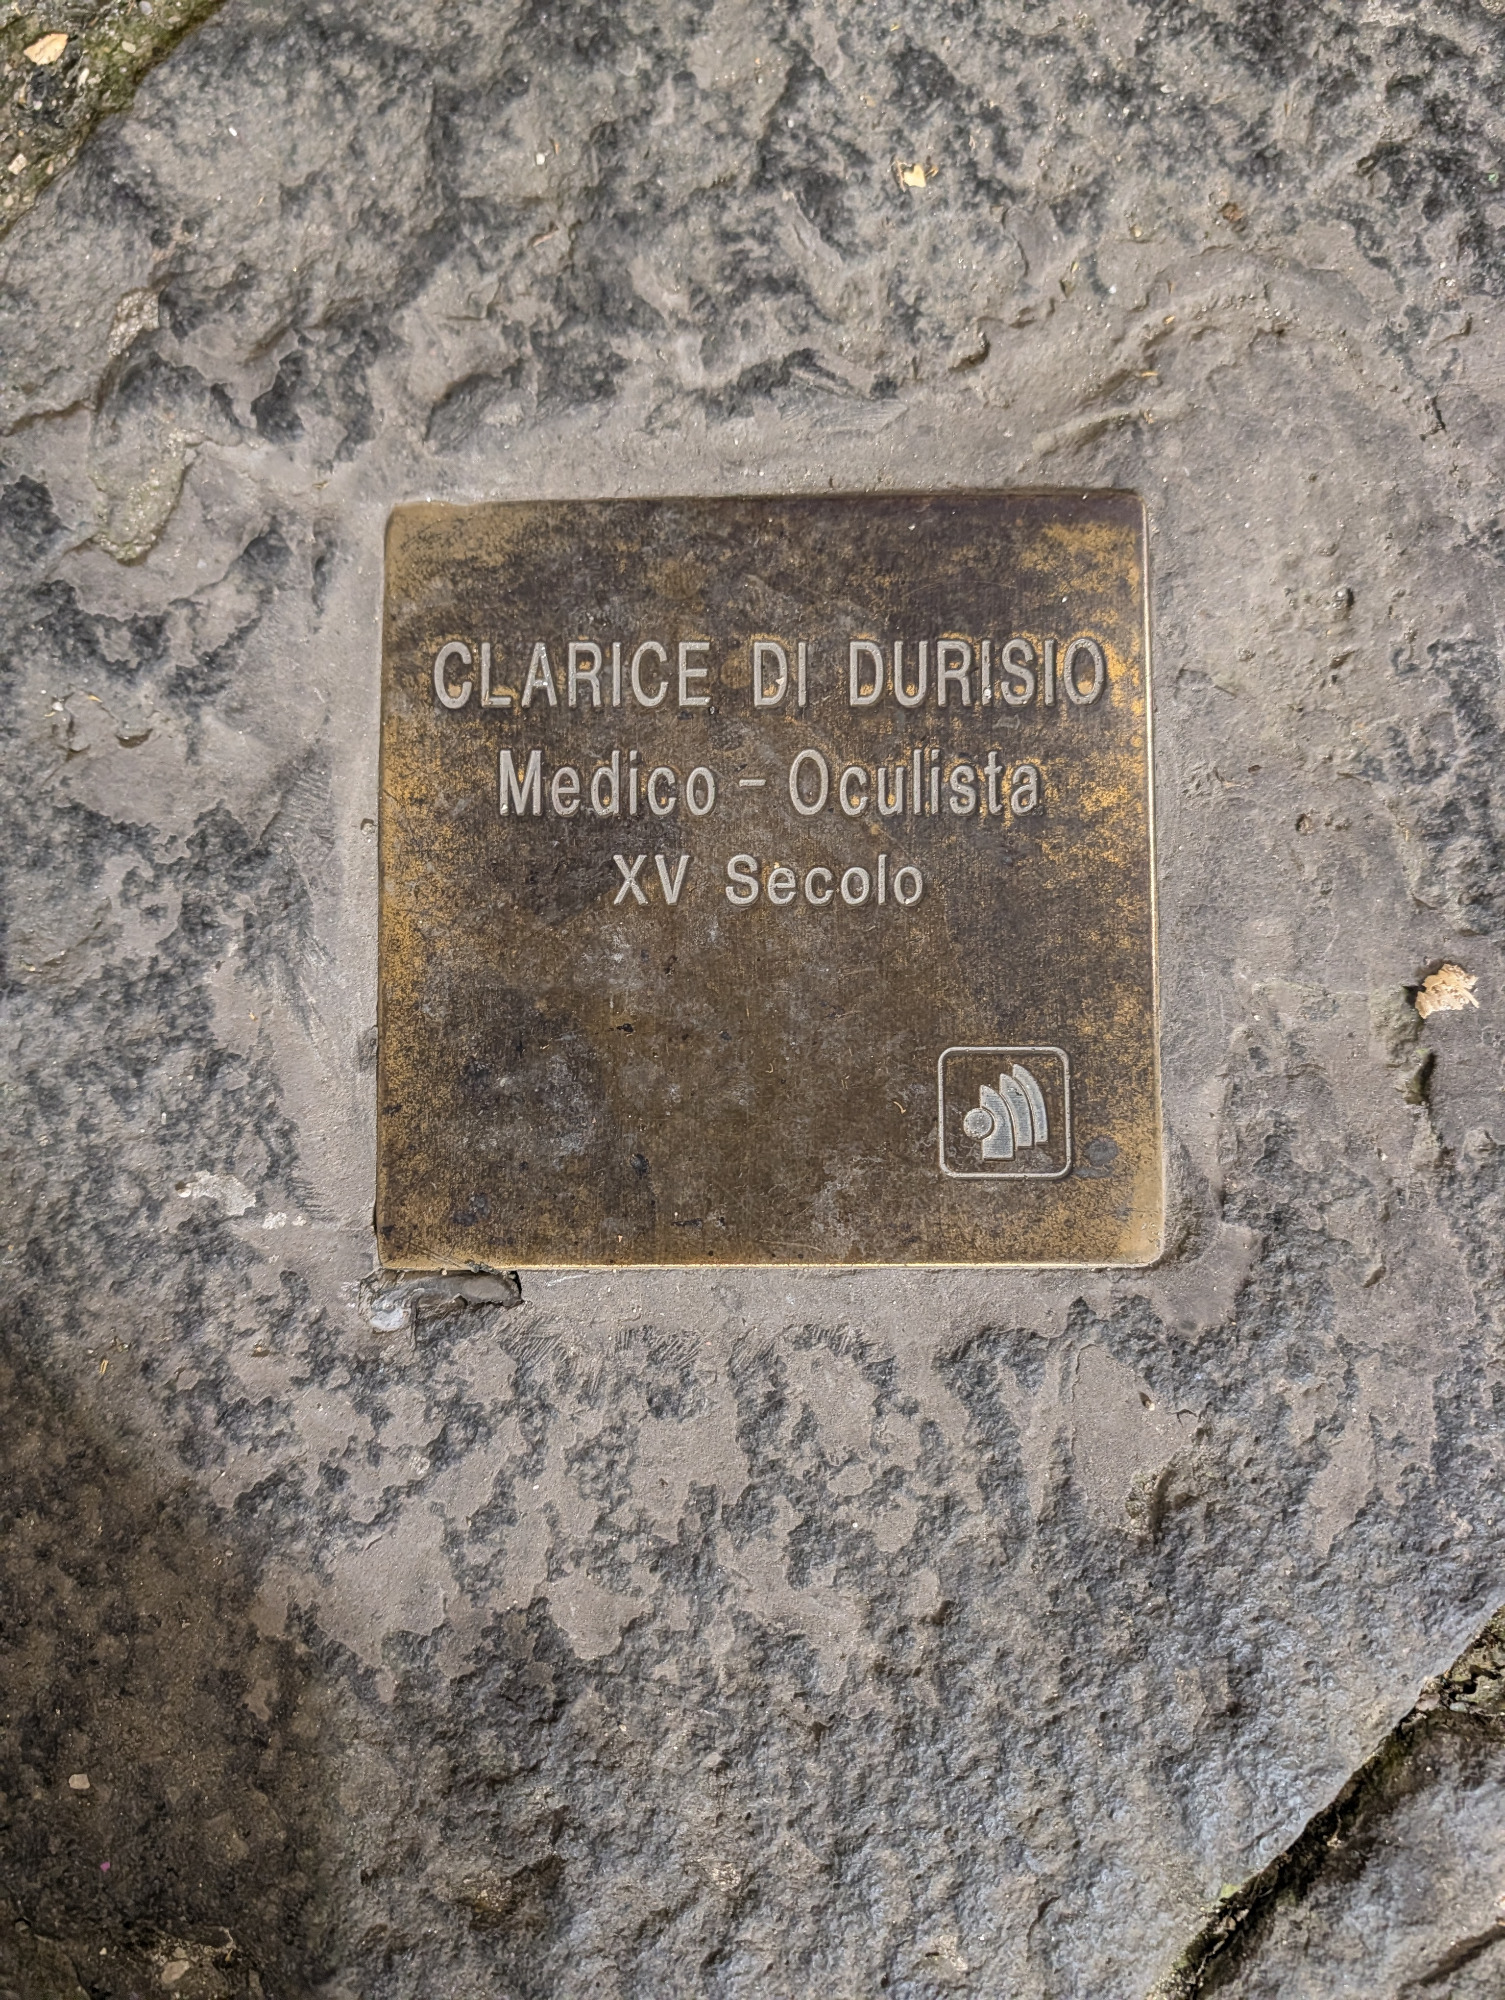 CLARICE DI DURISIO
Medico - Oculista
XV Secolo